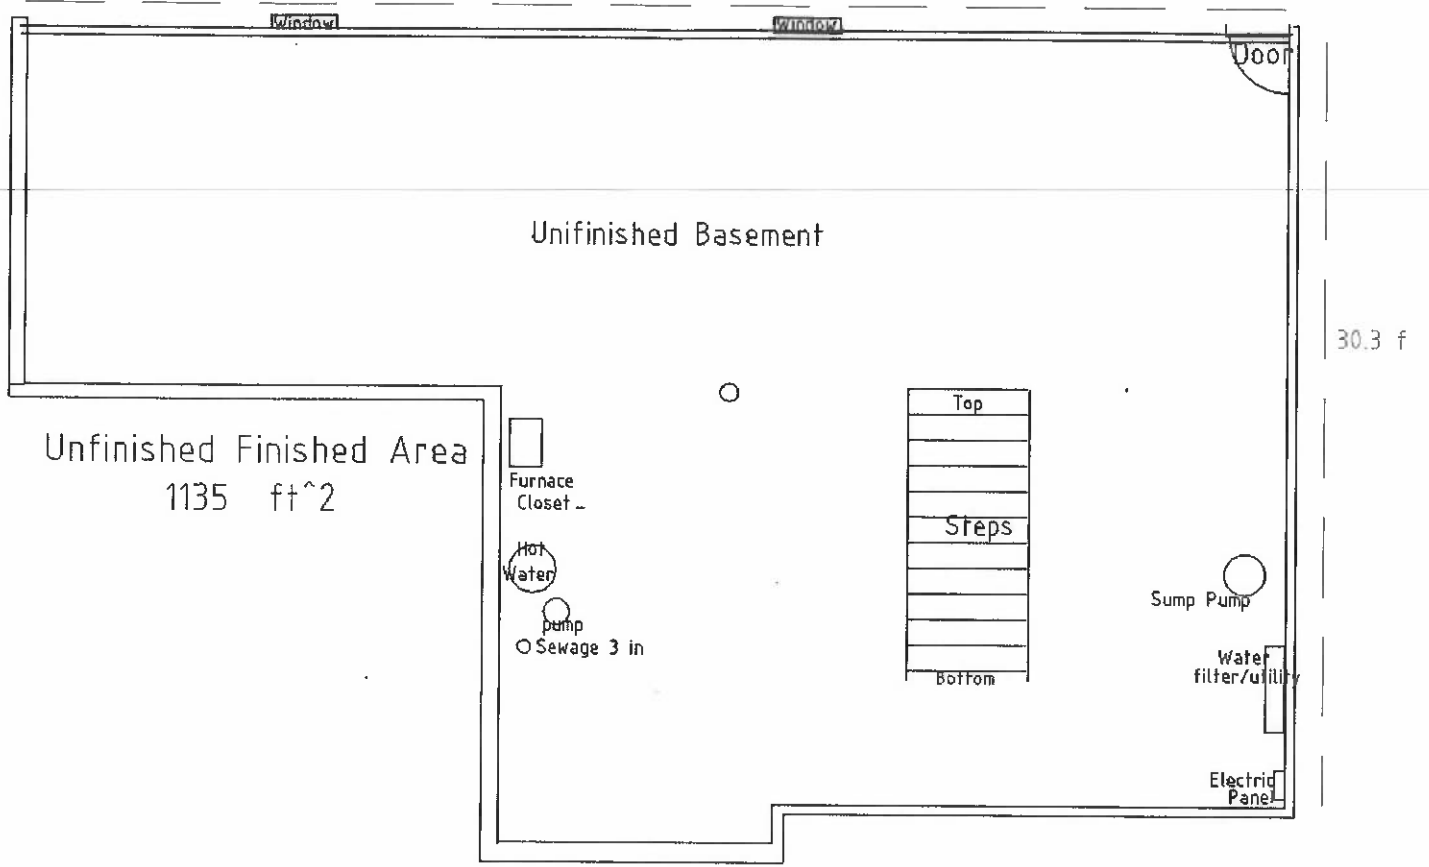 Window
Window
Door
Unifinished Basement
30.3 f
Top
Unfinished Finished Area
1135 ft^2
Furnace
Closet
Steps
Hot
Water
pump
Sewage 3 in
Sump Pump
Water
filter/utility
Bottom
Electric
Panel